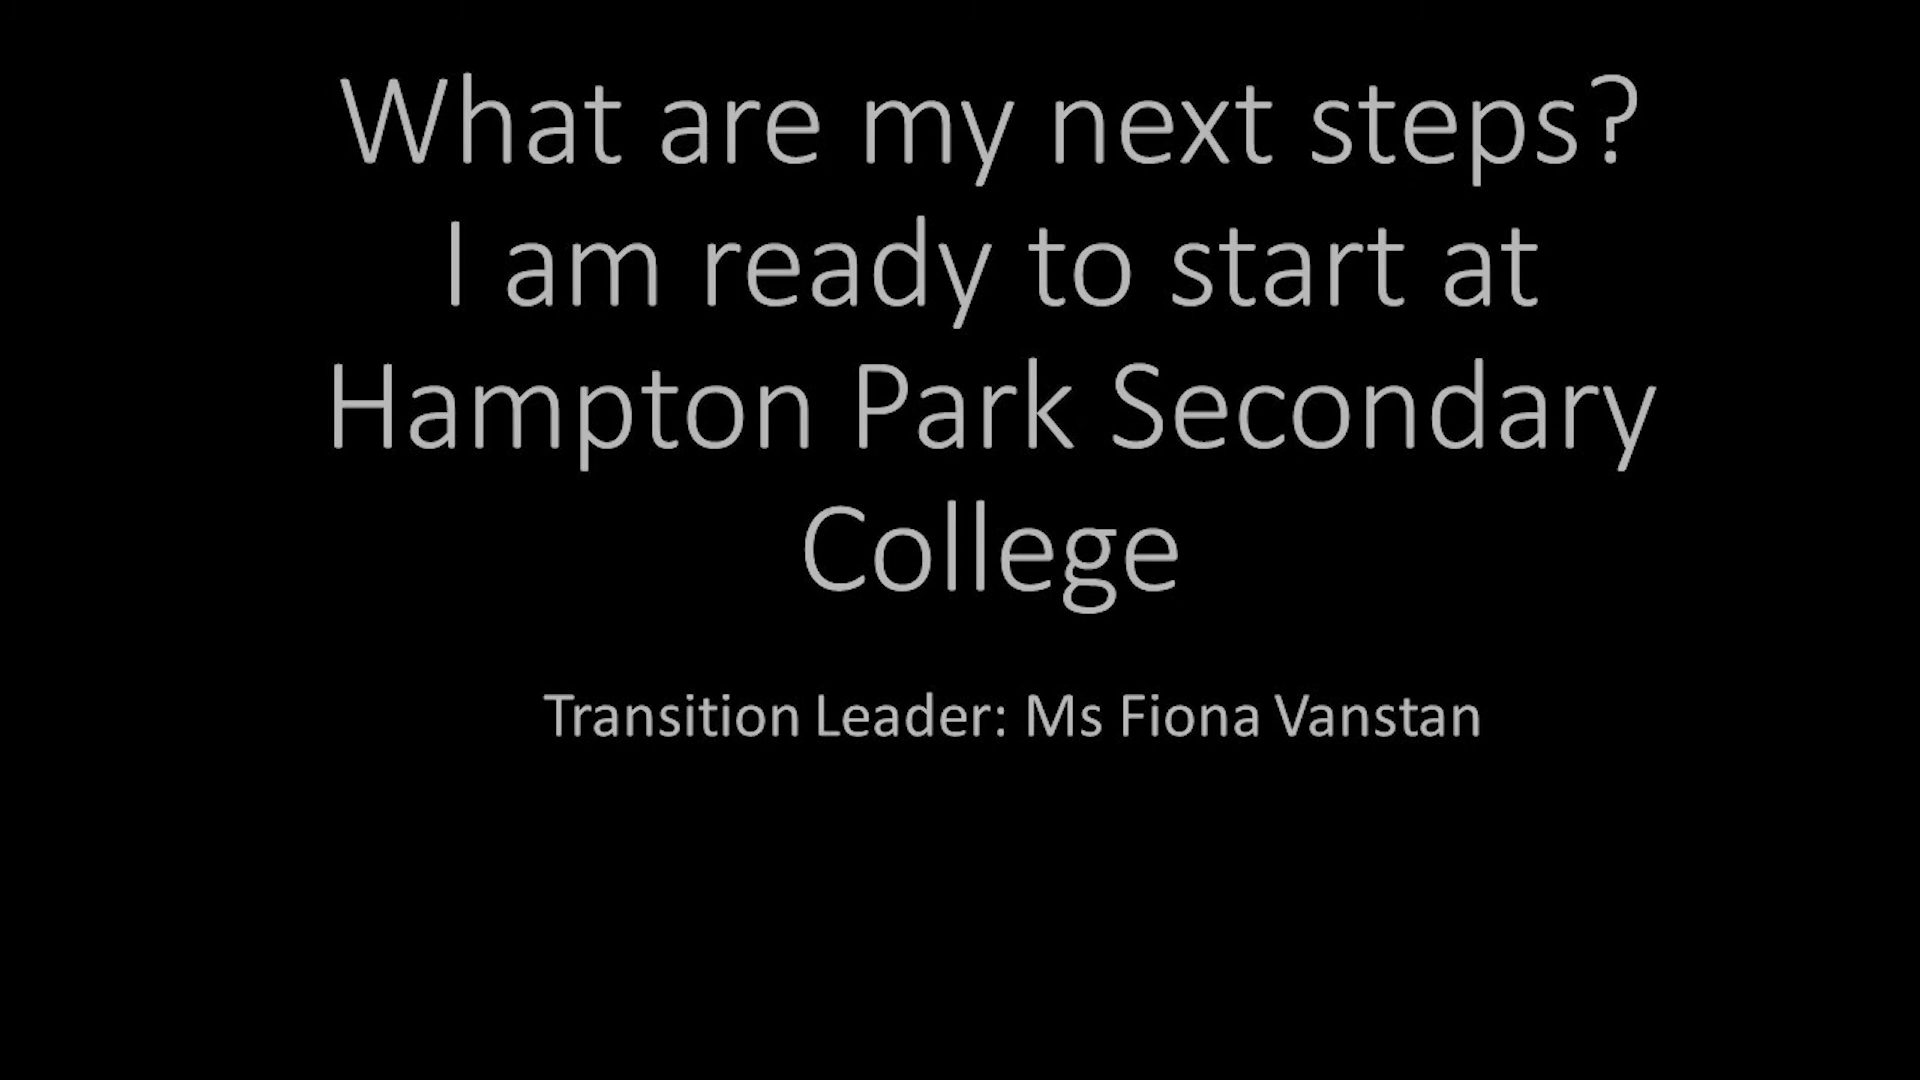 What are my next steps?
I am ready to start at
Hampton Park Secondary
College
Transition Leader: Ms Fiona Vanstan